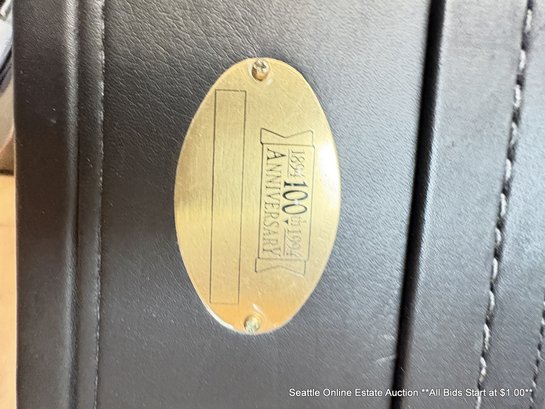 1894 100th 1994
ANNIVERSARY
Seattle Online Estate Auction **All Bids Start at $1.00**